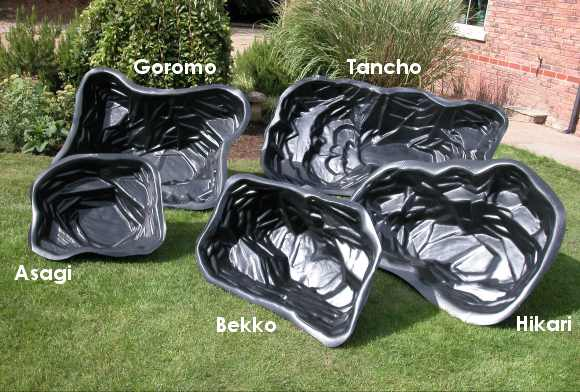 Goromo
Tancho
Asagi
Bekko
Hikari